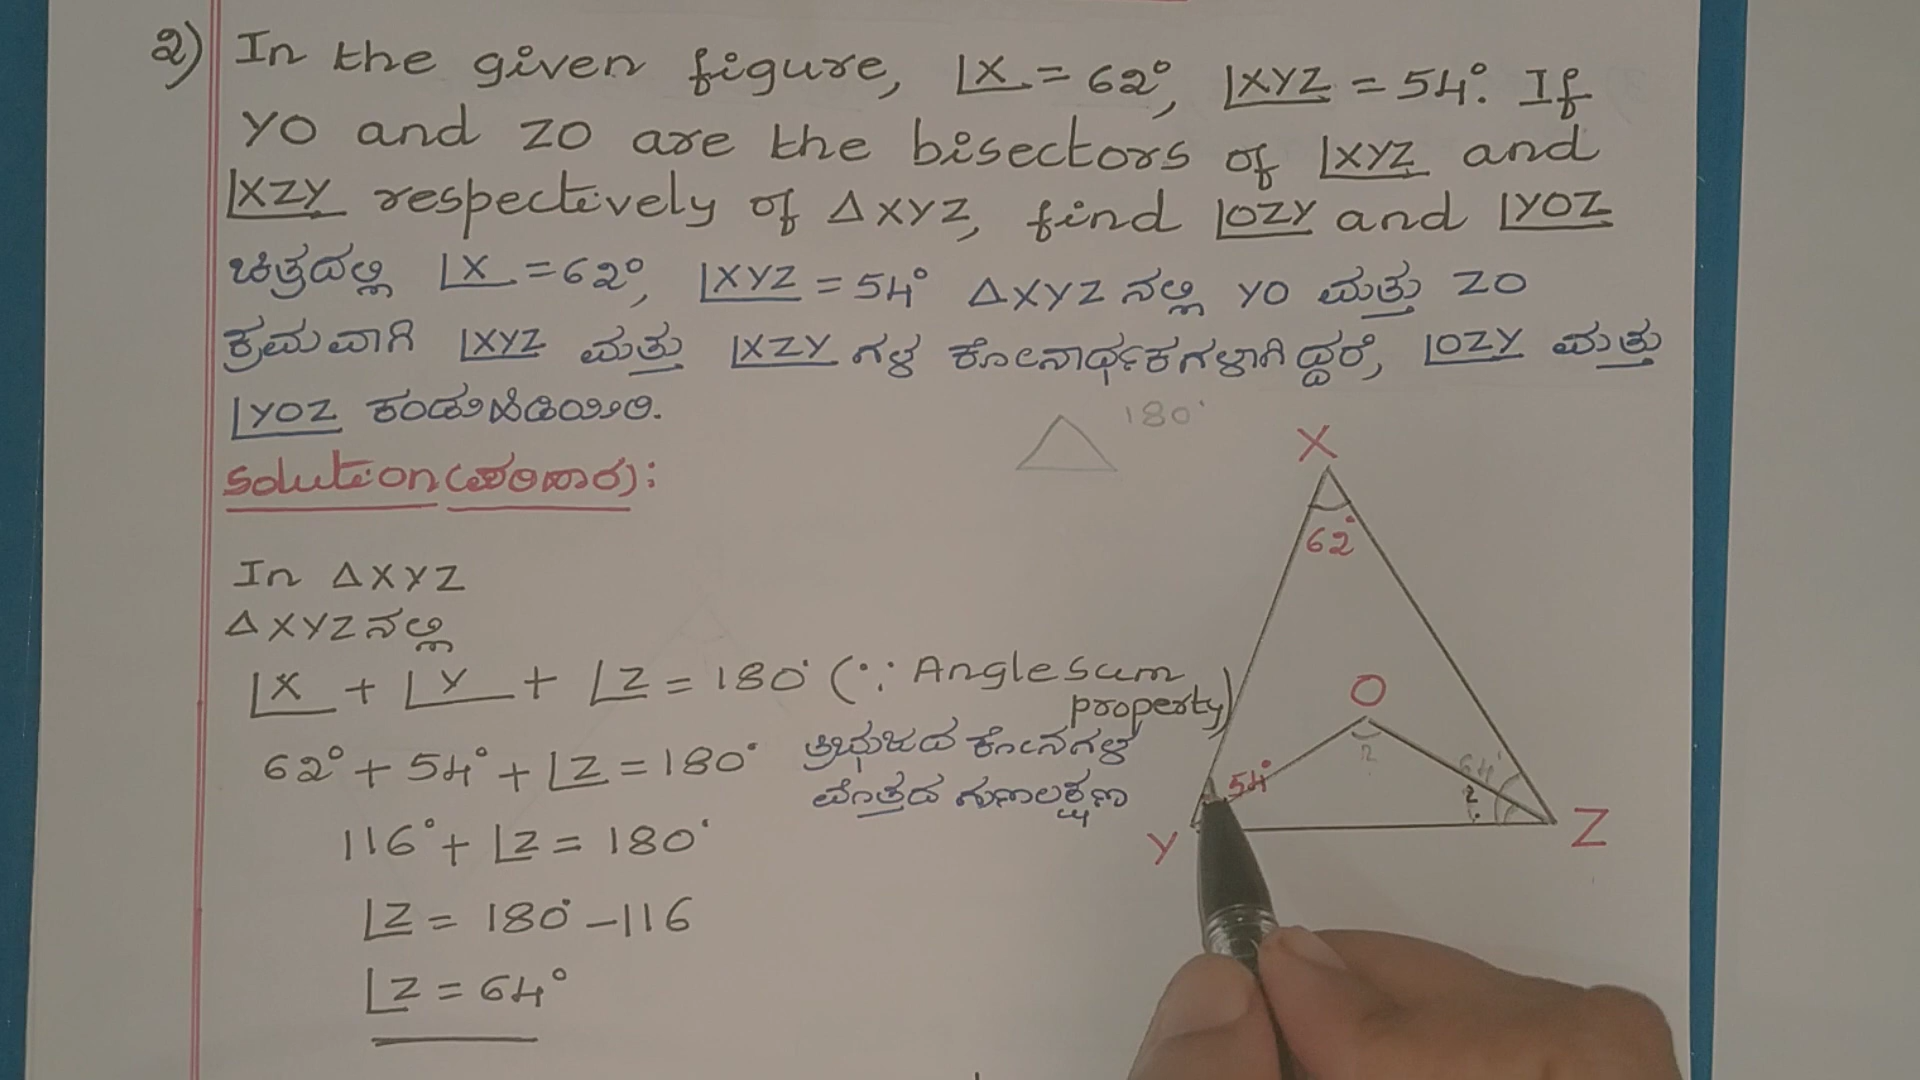 2) In the given figure, ∠X = 62°, ∠XYZ = 54°. If
YO and ZO are the bisectors of ∠XYZ and
∠XZY respectively of ΔXYZ, find ∠OZY and ∠YOZ
ಚಿತ್ರದಲ್ಲಿ ∠X = 62°, ∠XYZ = 54° ΔXYZ ನಲ್ಲಿ YO ಮತ್ತು ZO
ಕ್ರಮವಾಗಿ ∠XYZ ಮತ್ತು ∠XZY ಗಳ ಕೋನಾರ್ಧಕಗಳಾಗಿದ್ದರೆ, ∠OZY ಮತ್ತು
∠YOZ ಕಂಡುಹಿಡಿಯಿರಿ.
180°
Solution(ಪರಿಹಾರ):
In ΔXYZ
ΔXYZನಲ್ಲಿ
∠X + ∠Y + ∠Z = 180° (∵ Angle sum
property)
ತ್ರಿಭುಜದ ಕೋನಗಳ
ಮೊತ್ತದ ಗುಣಲಕ್ಷಣ
62° + 54° + ∠Z = 180°
116° + ∠Z = 180°
∠Z = 180° - 116
∠Z = 64°
X
62°
O
?
54°
64°
?
Y
Z